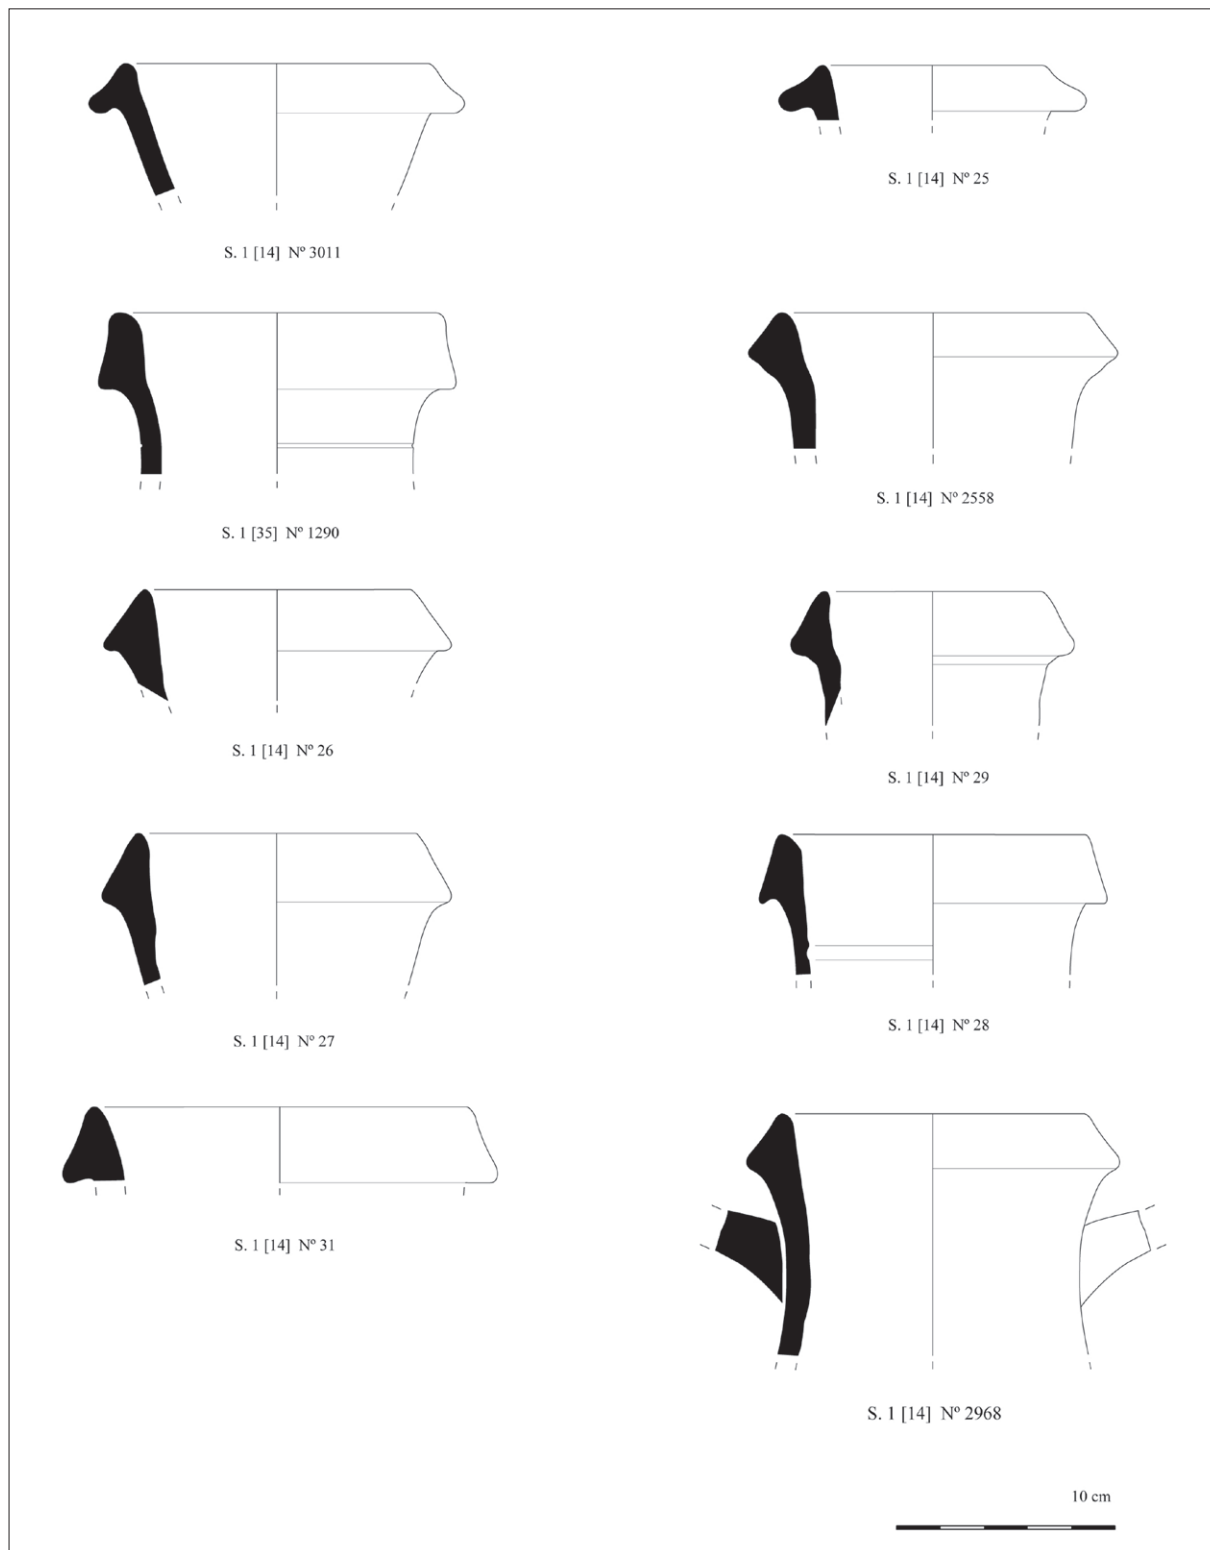 S. 1 [14] Nº 3011
S. 1 [14] Nº 25
S. 1 [35] Nº 1290
S. 1 [14] Nº 2558
S. 1 [14] Nº 26
S. 1 [14] Nº 29
S. 1 [14] Nº 27
S. 1 [14] Nº 28
S. 1 [14] Nº 31
S. 1 [14] Nº 2968
10 cm